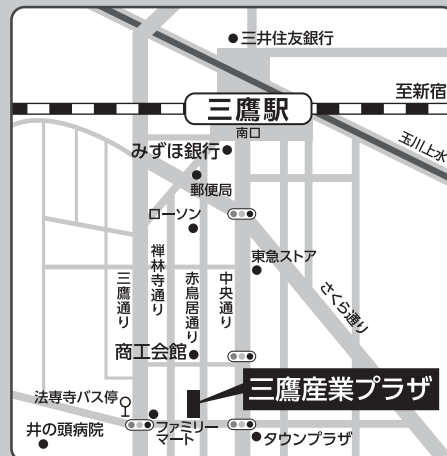 三井住友銀行
至新宿
三鷹駅
南口
玉川上水
みずほ銀行
郵便局
ローソン
東急ストア
三鷹通り
禅林寺通り
赤鳥居通り
中央通り
さくら通り
商工会館
三鷹産業プラザ
法専寺バス停
ファミリー
マート
井の頭病院
タウンプラザ